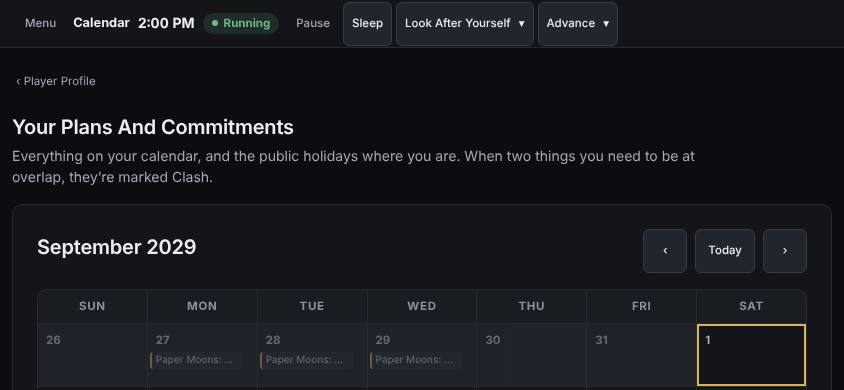 Menu Calendar 2:00 PM Running Pause Sleep Look After Yourself ▾ Advance ▾
‹ Player Profile
Your Plans And Commitments
Everything on your calendar, and the public holidays where you are. When two things you need to be at
overlap, they’re marked Clash.
September 2029 ‹ Today ›
SUN MON TUE WED THU FRI SAT
26 27 28 29 30 31 1
Paper Moons: ... Paper Moons: ... Paper Moons: ...